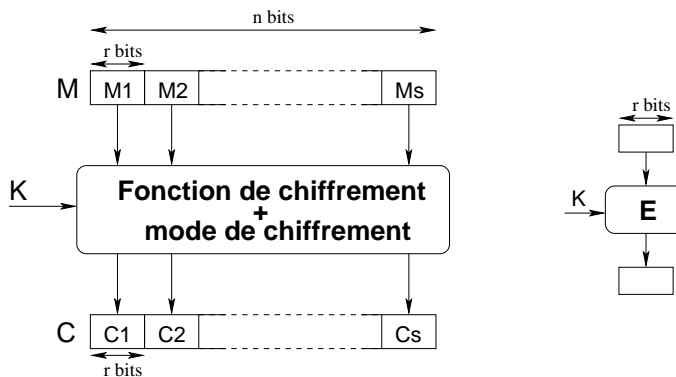 n bits
r bits
M M1 M2 Ms
K
Fonction de chiffrement
+
mode de chiffrement
C C1 C2 Cs
r bits
r bits
K
E